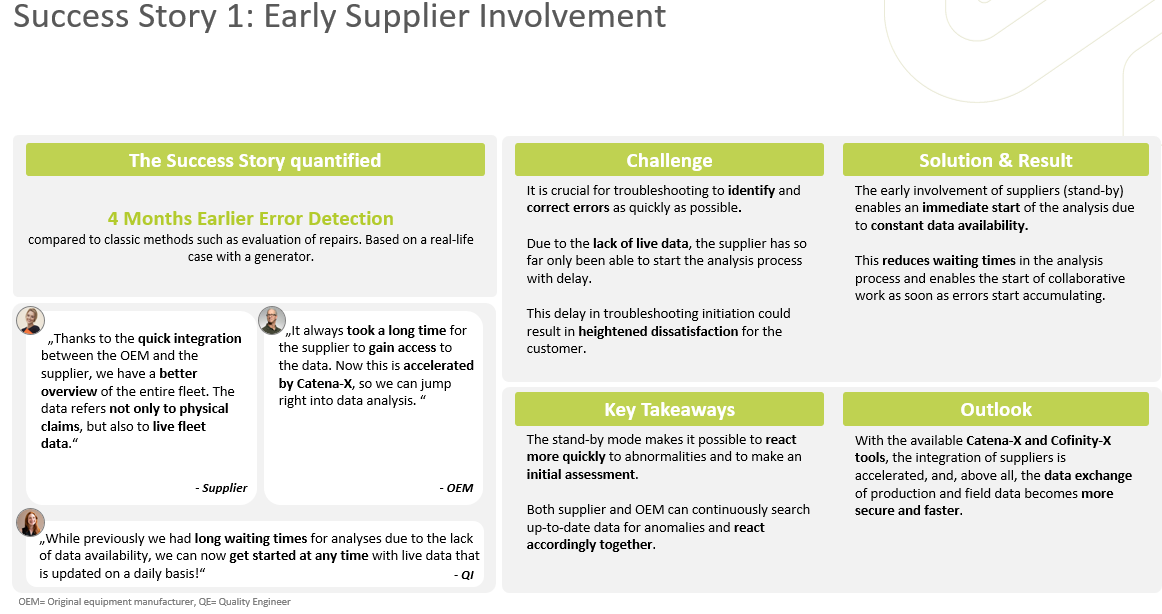 Success Story 1: Early Supplier Involvement
The Success Story quantified
4 Months Earlier Error Detection
compared to classic methods such as evaluation of repairs. Based on a real-life
case with a generator.
„Thanks to the quick integration
between the OEM and the
supplier, we have a better
overview of the entire fleet. The
data refers not only to physical
claims, but also to live fleet
data.“
- Supplier
„It always took a long time for
the supplier to gain access to
the data. Now this is accelerated
by Catena-X, so we can jump
right into data analysis. “
- OEM
„While previously we had long waiting times for analyses due to the lack
of data availability, we can now get started at any time with live data that
is updated on a daily basis!“
- QI
Challenge
It is crucial for troubleshooting to identify and
correct errors as quickly as possible.
Due to the lack of live data, the supplier has so
far only been able to start the analysis process
with delay.
This delay in troubleshooting initiation could
result in heightened dissatisfaction for the
customer.
Solution & Result
The early involvement of suppliers (stand-by)
enables an immediate start of the analysis due
to constant data availability.
This reduces waiting times in the analysis
process and enables the start of collaborative
work as soon as errors start accumulating.
Key Takeaways
The stand-by mode makes it possible to react
more quickly to abnormalities and to make an
initial assessment.
Both supplier and OEM can continuously search
up-to-date data for anomalies and react
accordingly together.
Outlook
With the available Catena-X and Cofinity-X
tools, the integration of suppliers is
accelerated, and, above all, the data exchange
of production and field data becomes more
secure and faster.
OEM= Original equipment manufacturer, QE= Quality Engineer